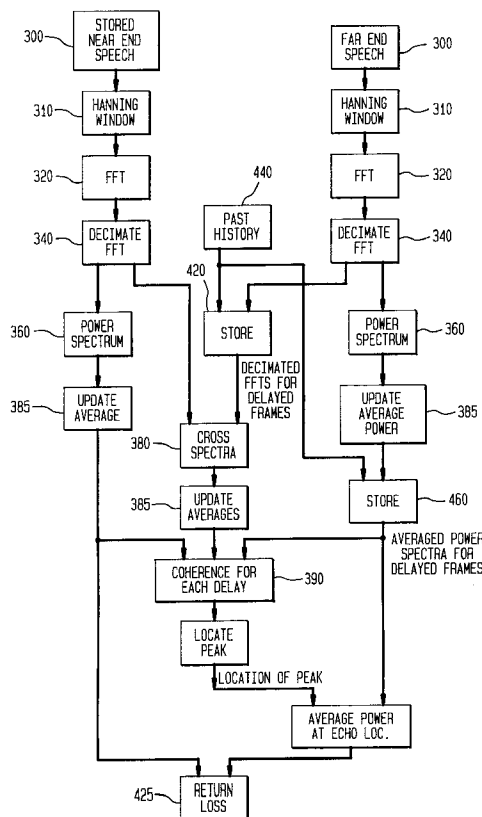 300
STORED
NEAR END
SPEECH
FAR END
SPEECH
300
310
HANNING
WINDOW
HANNING
WINDOW
310
320
FFT
FFT
320
440
PAST
HISTORY
340
DECIMATE
FFT
DECIMATE
FFT
340
420
STORE
360
POWER
SPECTRUM
POWER
SPECTRUM
360
DECIMATED
FFTS FOR
DELAYED
FRAMES
385
UPDATE
AVERAGE
UPDATE
AVERAGE
POWER
385
380
CROSS
SPECTRA
385
UPDATE
AVERAGES
STORE
460
AVERAGED POWER
SPECTRA FOR
DELAYED FRAMES
COHERENCE FOR
EACH DELAY
390
LOCATE
PEAK
LOCATION OF PEAK
AVERAGE POWER
AT ECHO LOC.
425
RETURN
LOSS